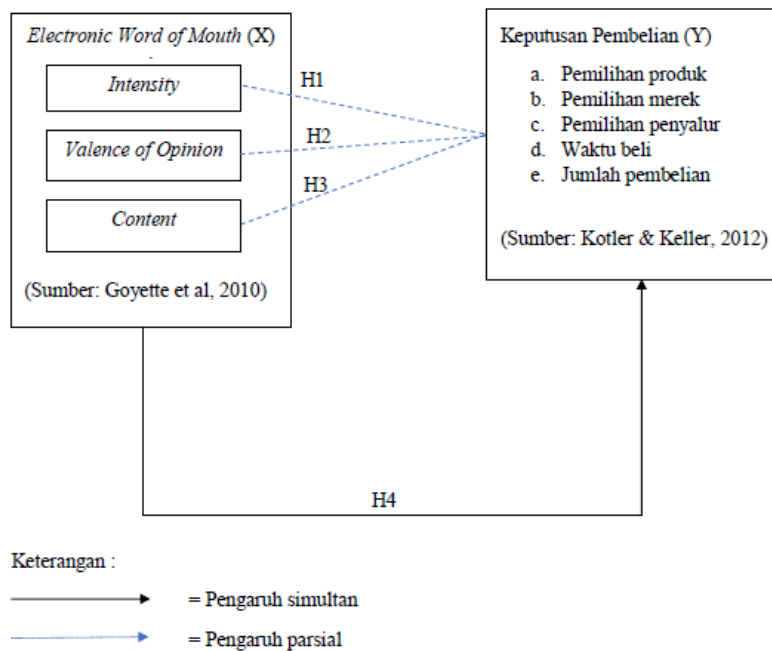 Electronic Word of Mouth (X)
Intensity
Valence of Opinion
Content
(Sumber: Goyette et al, 2010)
H1
H2
H3
Keputusan Pembelian (Y)
a. Pemilihan produk
b. Pemilihan merek
c. Pemilihan penyalur
d. Waktu beli
e. Jumlah pembelian
(Sumber: Kotler & Keller, 2012)
H4
Keterangan :
= Pengaruh simultan
= Pengaruh parsial